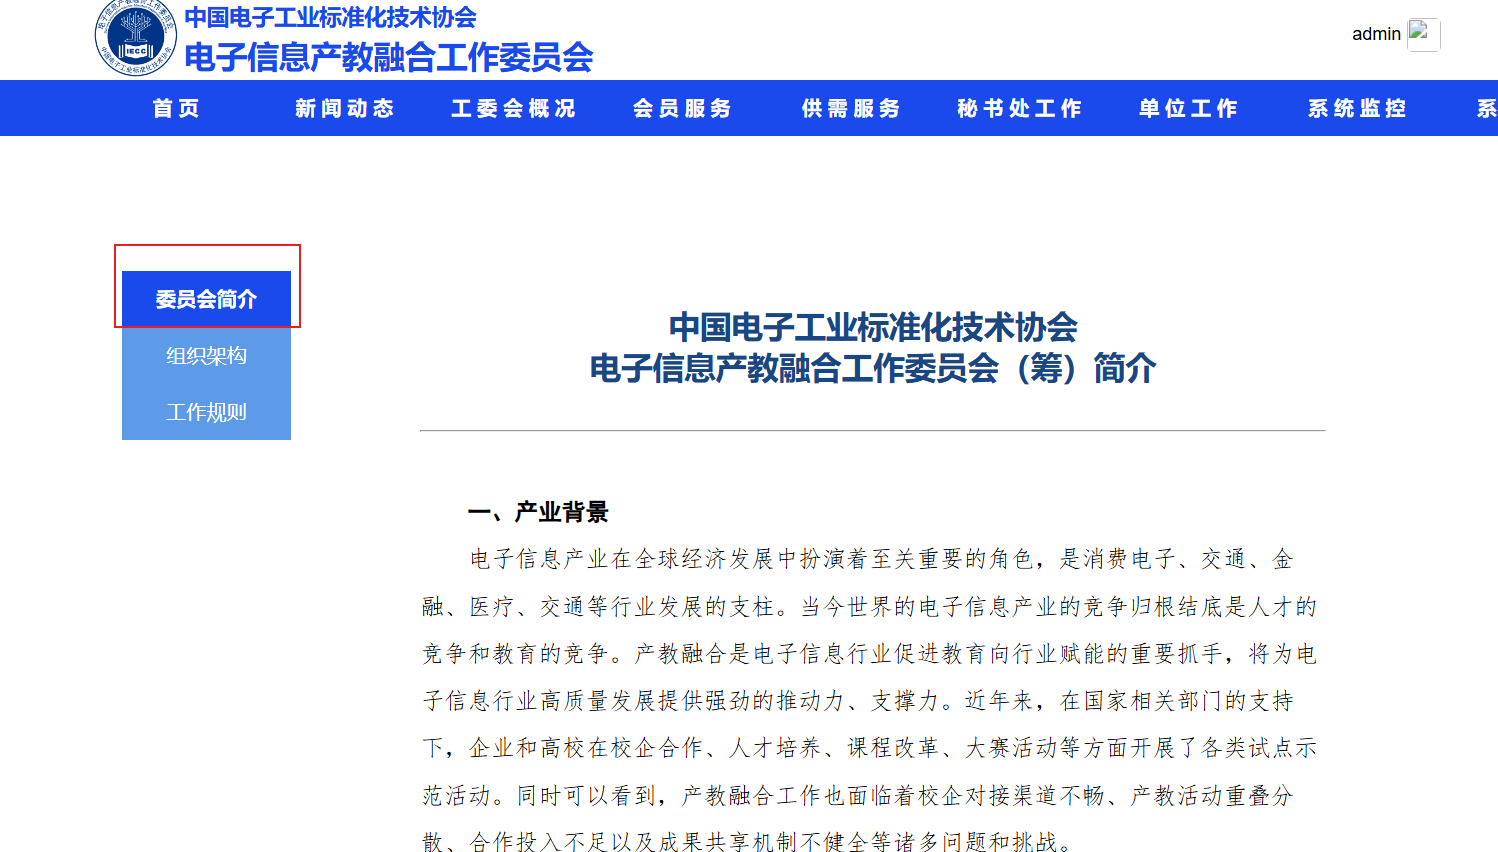 中国电子工业标准化技术协会
电子信息产教融合工作委员会
IECC
admin
首页 新闻动态 工委会概况 会员服务 供需服务 秘书处工作 单位工作 系统监控 系
委员会简介
组织架构
工作规则
中国电子工业标准化技术协会
电子信息产教融合工作委员会（筹）简介
一、产业背景
电子信息产业在全球经济发展中扮演着至关重要的角色，是消费电子、交通、金
融、医疗、交通等行业发展的支柱。当今世界的电子信息产业的竞争归根结底是人才的
竞争和教育的竞争。产教融合是电子信息行业促进教育向行业赋能的重要抓手，将为电
子信息行业高质量发展提供强劲的推动力、支撑力。近年来，在国家相关部门的支持
下，企业和高校在校企合作、人才培养、课程改革、大赛活动等方面开展了各类试点示
范活动。同时可以看到，产教融合工作也面临着校企对接渠道不畅、产教活动重叠分
散、合作投入不足以及成果共享机制不健全等诸多问题和挑战。